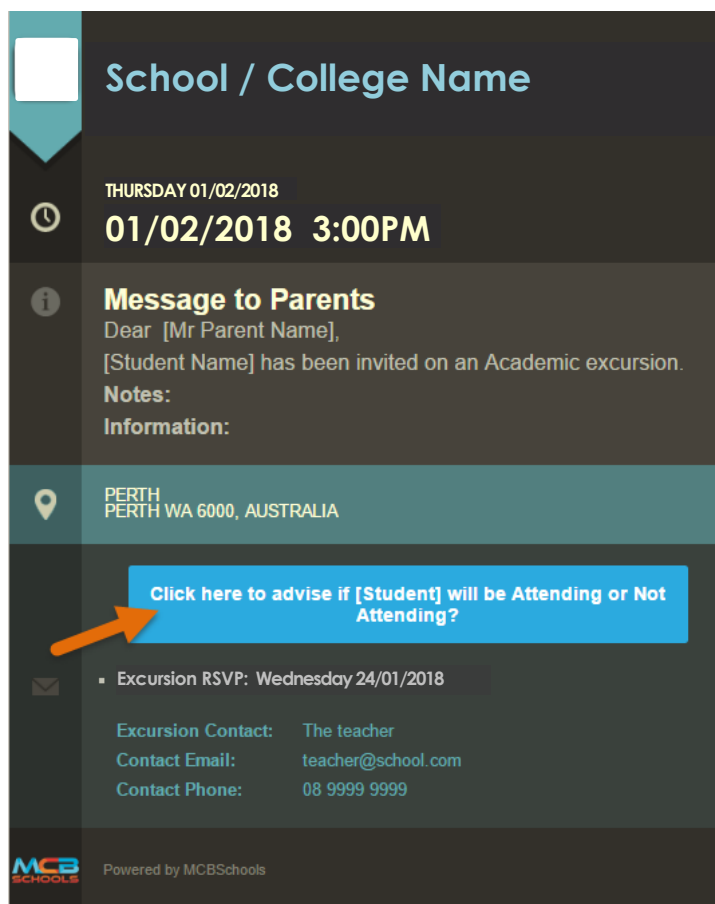 School / College Name
THURSDAY 01/02/2018
01/02/2018 3:00PM
Message to Parents
Dear [Mr Parent Name],
[Student Name] has been invited on an Academic excursion.
Notes:
Information:
PERTH
PERTH WA 6000, AUSTRALIA
Click here to advise if [Student] will be Attending or Not
Attending?
Excursion RSVP: Wednesday 24/01/2018
Excursion Contact: The teacher
Contact Email: teacher@school.com
Contact Phone: 08 9999 9999
MCB
SCHOOLS
Powered by MCBSchools